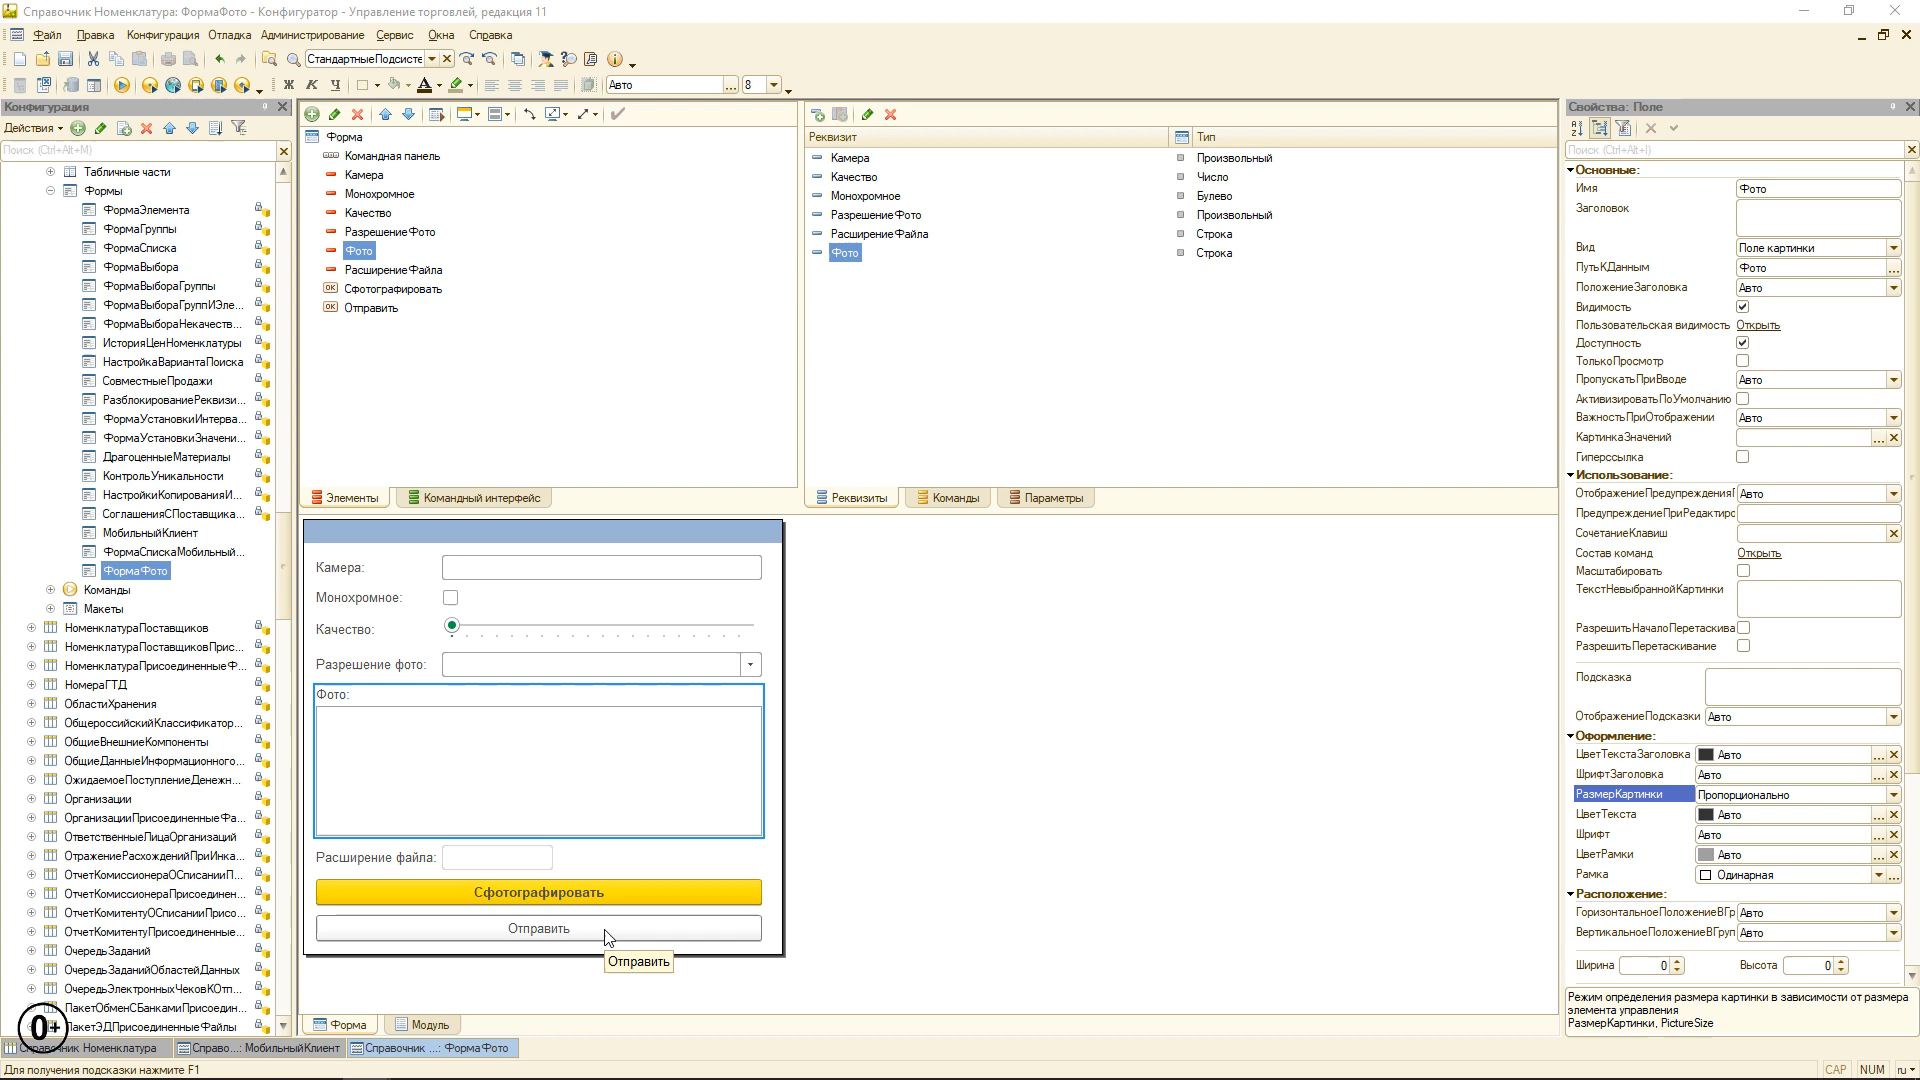 Справочник Номенклатура: ФормаФото - Конфигуратор - Управление торговлей, редакция 11
Файл Правка Конфигурация Отладка Администрирование Сервис Окна Справка
СтандартныеПодсисте
Ж К Ч А Авто 8
Конфигурация
Действия
Поиск (Ctrl+Alt+M)
Табличные части
Формы
ФормаЭлемента
ФормаГруппы
ФормаСписка
ФормаВыбора
ФормаВыбораГруппы
ФормаВыбораГруппИЭле...
ФормаВыбораНекачеств...
ИсторияЦенНоменклатуры
НастройкаВариантаПоиска
СовместныеПродажи
РазблокированиеРеквизи...
ФормаУстановкиИнтерва...
ФормаУстановкиЗначени...
ДрагоценныеМатериалы
КонтрольУникальности
НастройкиКопированияИ...
СоглашенияСПоставщика...
МобильныйКлиент
ФормаСпискаМобильный...
ФормаФото
Команды
Макеты
НоменклатураПоставщиков
НоменклатураПоставщиковПрис...
НоменклатураПрисоединенныеФ...
НомераГТД
ОбластиХранения
ОбщероссийскийКлассификатор...
ОбщиеВнешниеКомпоненты
ОбщиеДанныеИнформационного...
ОжидаемоеПоступлениеДенежн...
Организации
ОрганизацииПрисоединенныеФа...
ОтветственныеЛицаОрганизаций
ОтражениеРасхожденийПриИнка...
ОтчетКомиссионераОСписанииП...
ОтчетКомиссионераПрисоединен...
ОтчетКомитентуОСписанииПрисо...
ОтчетКомитентуПрисоединенные...
ОчередьЗаданий
ОчередьЗаданийОбластейДанных
ОчередьЭлектронныхЧековКОтп...
ПакетОбменСБанкамиПрисоедин...
ПакетЭДПрисоединенныеФайлы
0+
Форма
Командная панель
Камера
Монохромное
Качество
РазрешениеФото
Фото
РасширениеФайла
OK Сфотографировать
OK Отправить
Элементы Командный интерфейс
Реквизит Тип
Камера Произвольный
Качество Число
Монохромное Булево
РазрешениеФото Произвольный
РасширениеФайла Строка
Фото Строка
Реквизиты Команды Параметры
Камера:
Монохромное:
Качество:
Разрешение фото:
Фото:
Расширение файла:
Сфотографировать
Отправить
Отправить
Форма Модуль
Свойства: Поле
Поиск (Ctrl+Alt+I)
Основные:
Имя Фото
Заголовок
Вид Поле картинки
ПутьКДанным Фото
ПоложениеЗаголовка Авто
Видимость
Пользовательская видимость Открыть
Доступность
ТолькоПросмотр
ПропускатьПриВводе Авто
АктивизироватьПоУмолчанию
ВажностьПриОтображении Авто
КартинкаЗначений
Гиперссылка
Использование:
ОтображениеПредупрежденияГ Авто
ПредупреждениеПриРедактирс
СочетаниеКлавиш
Состав команд Открыть
Масштабировать
ТекстНевыбраннойКартинки
РазрешитьНачалоПеретаскива
РазрешитьПеретаскивание
Подсказка
ОтображениеПодсказки Авто
Оформление:
ЦветТекстаЗаголовка Авто
ШрифтЗаголовка Авто
РазмерКартинки Пропорционально
ЦветТекста Авто
Шрифт Авто
ЦветРамки Авто
Рамка Одинарная
Расположение:
ГоризонтальноеПоложениеВГр Авто
ВертикальноеПоложениеВГруп Авто
Ширина 0 Высота 0
Режим определения размера картинки в зависимости от размера
элемента управления
РазмерКартинки, PictureSize
Справочник Номенклатура Справо...: МобильныйКлиент Справочник ...: ФормаФото
Для получения подсказки нажмите F1 CAP NUM ru